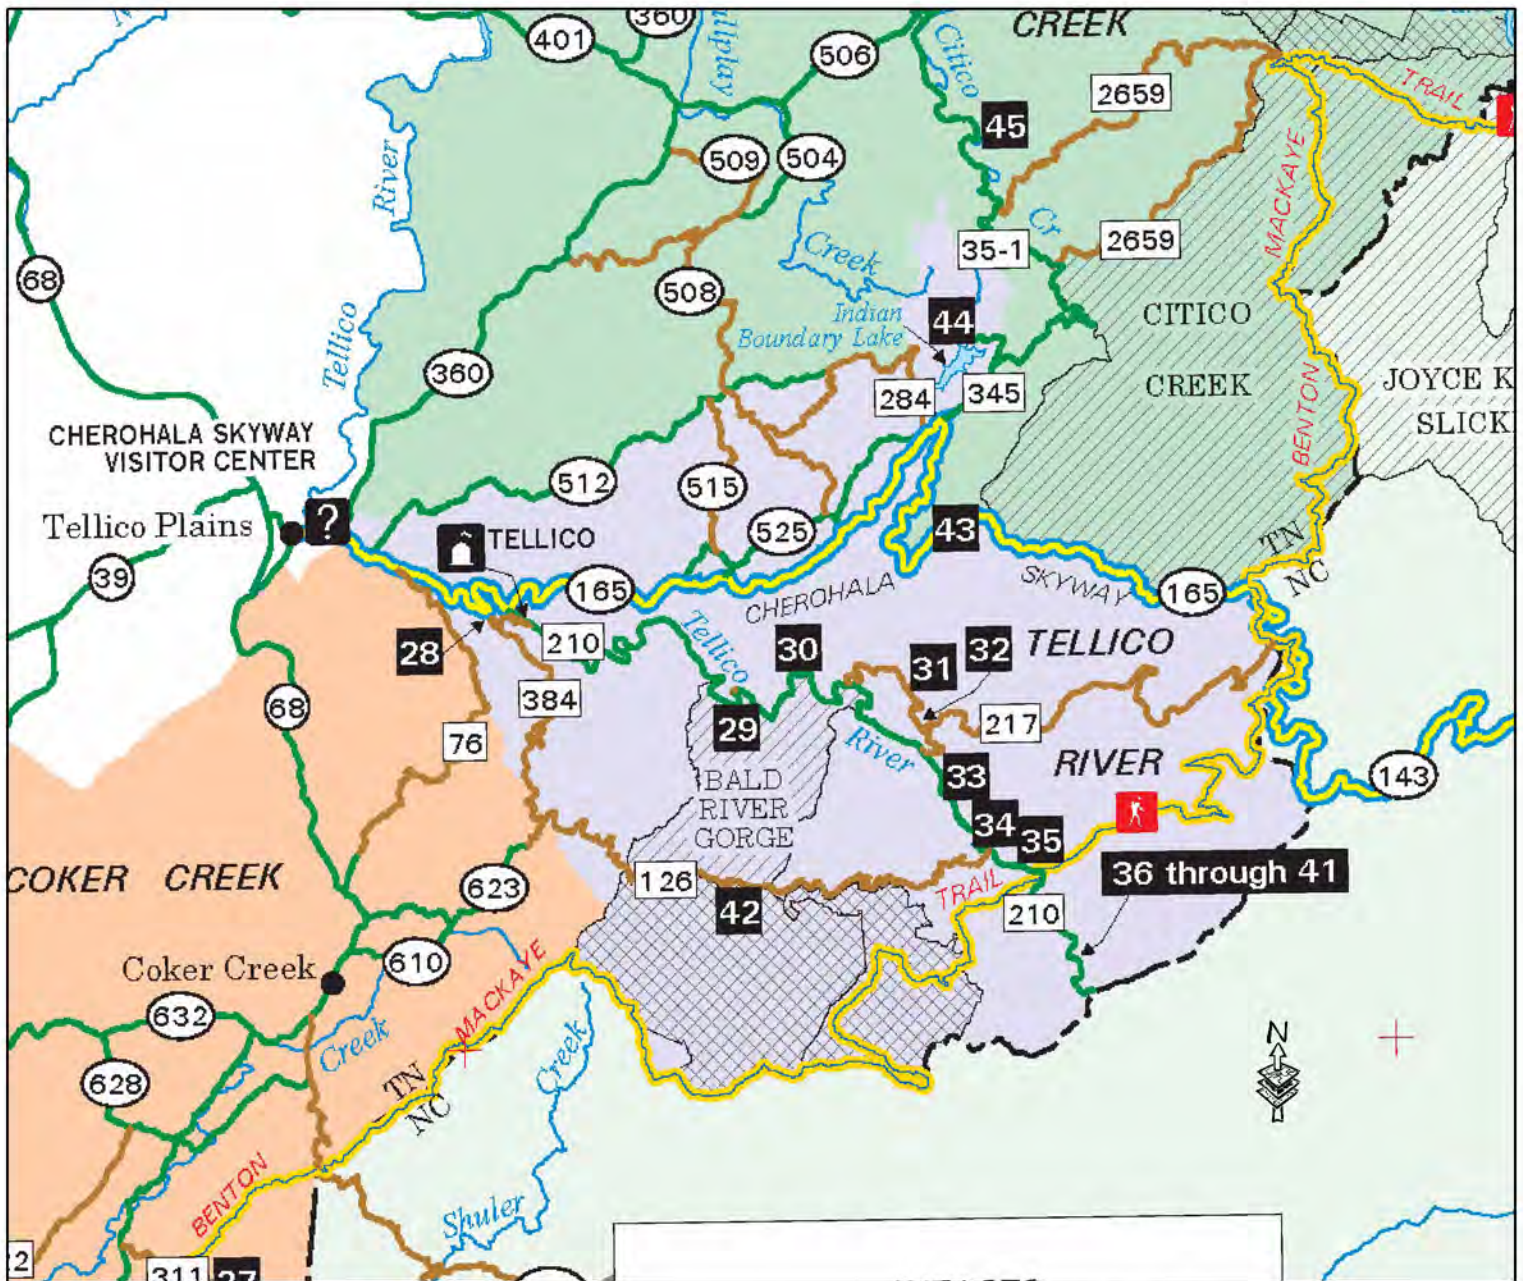 CREEK
401
360
506
Citico
2659
TRAIL
45
509
504
River
MACKAYE
Cr
2659
35-1
Creek
68
508
Indian
Boundary Lake
44
CITICO
CREEK
Tellico
360
284
345
JOYCE K
SLICK
BENTON
CHEROHALA SKYWAY
VISITOR CENTER
512
515
Tellico Plains
?
TELLICO
525
43
TN
NC
39
165
CHEROHALA
SKYWAY
165
28
210
Tellico
30
31
32
TELLICO
68
384
29
River
217
76
RIVER
143
BALD
RIVER
GORGE
33
34
35
36 through 41
COKER CREEK
623
126
TRAIL
42
210
610
Coker Creek
MACKAYE
632
Creek
Creek
N
628
TN
NC
BENTON
Shuler
311
27